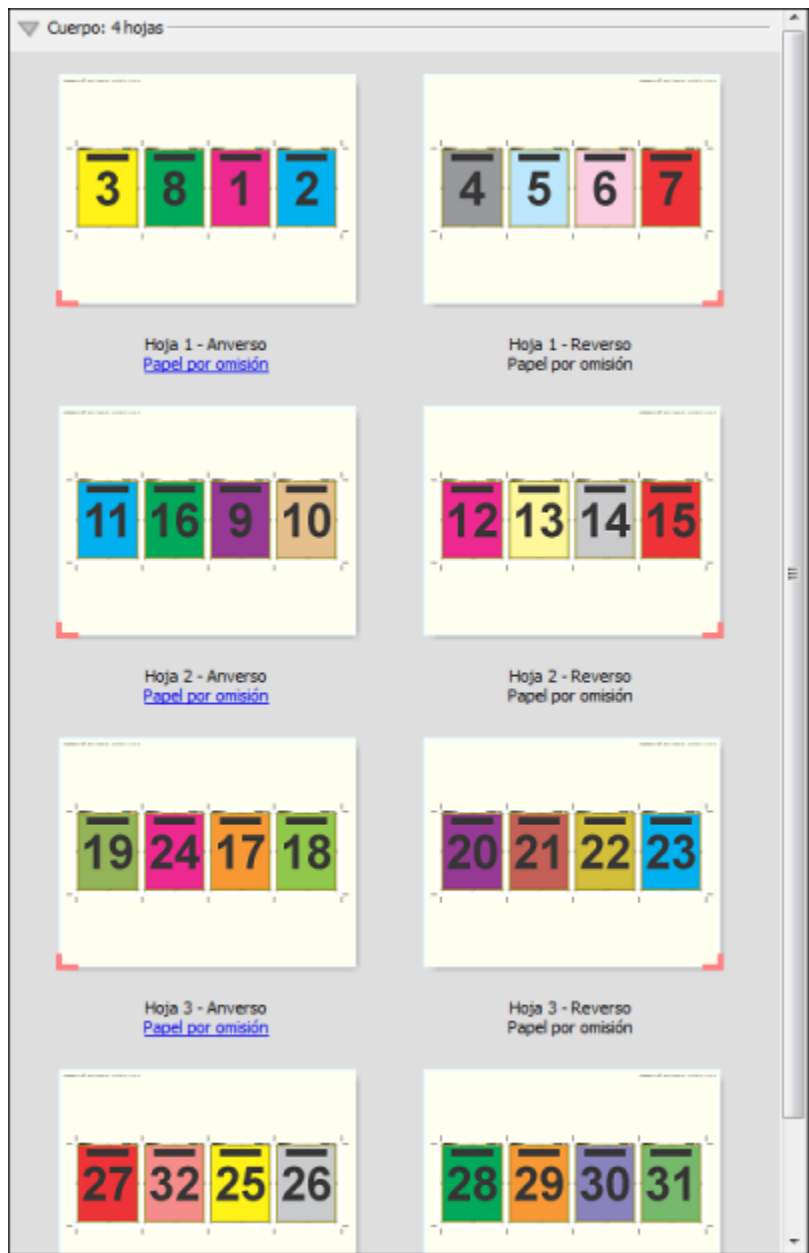 Cuerpo: 4 hojas
3 8 1 2
4 5 6 7
Hoja 1 - Anverso
Papel por omisión
Hoja 1 - Reverso
Papel por omisión
11 16 9 10
12 13 14 15
Hoja 2 - Anverso
Papel por omisión
Hoja 2 - Reverso
Papel por omisión
19 24 17 18
20 21 22 23
Hoja 3 - Anverso
Papel por omisión
Hoja 3 - Reverso
Papel por omisión
27 32 25 26
28 29 30 31